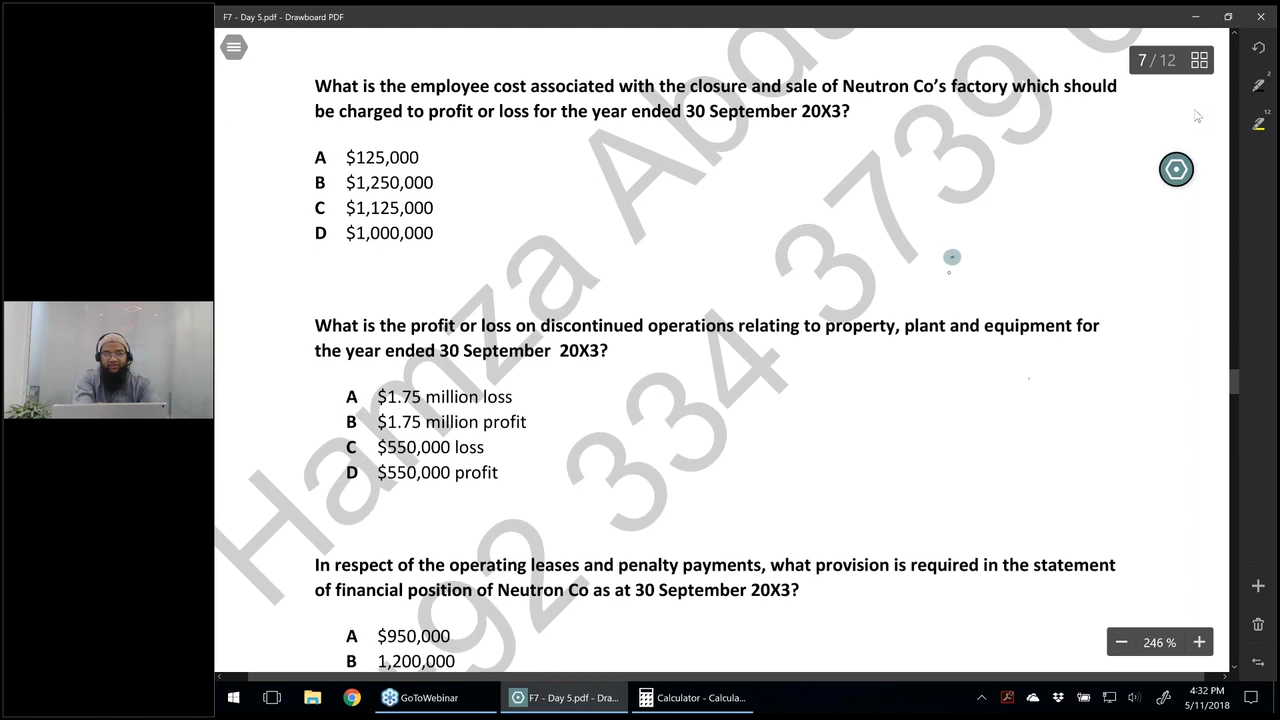 F7 - Day 5.pdf - Drawboard PDF
7 / 12
What is the employee cost associated with the closure and sale of Neutron Co's factory which should
be charged to profit or loss for the year ended 30 September 20X3?
A $125,000
B $1,250,000
C $1,125,000
D $1,000,000
What is the profit or loss on discontinued operations relating to property, plant and equipment for
the year ended 30 September 20X3?
A $1.75 million loss
B $1.75 million profit
C $550,000 loss
D $550,000 profit
In respect of the operating leases and penalty payments, what provision is required in the statement
of financial position of Neutron Co as at 30 September 20X3?
A $950,000
B 1,200,000
Hamza
92 334 3739
2
12
246 %
GoToWebinar
F7 - Day 5.pdf - Dra...
Calculator - Calcula...
4:32 PM
5/11/2018